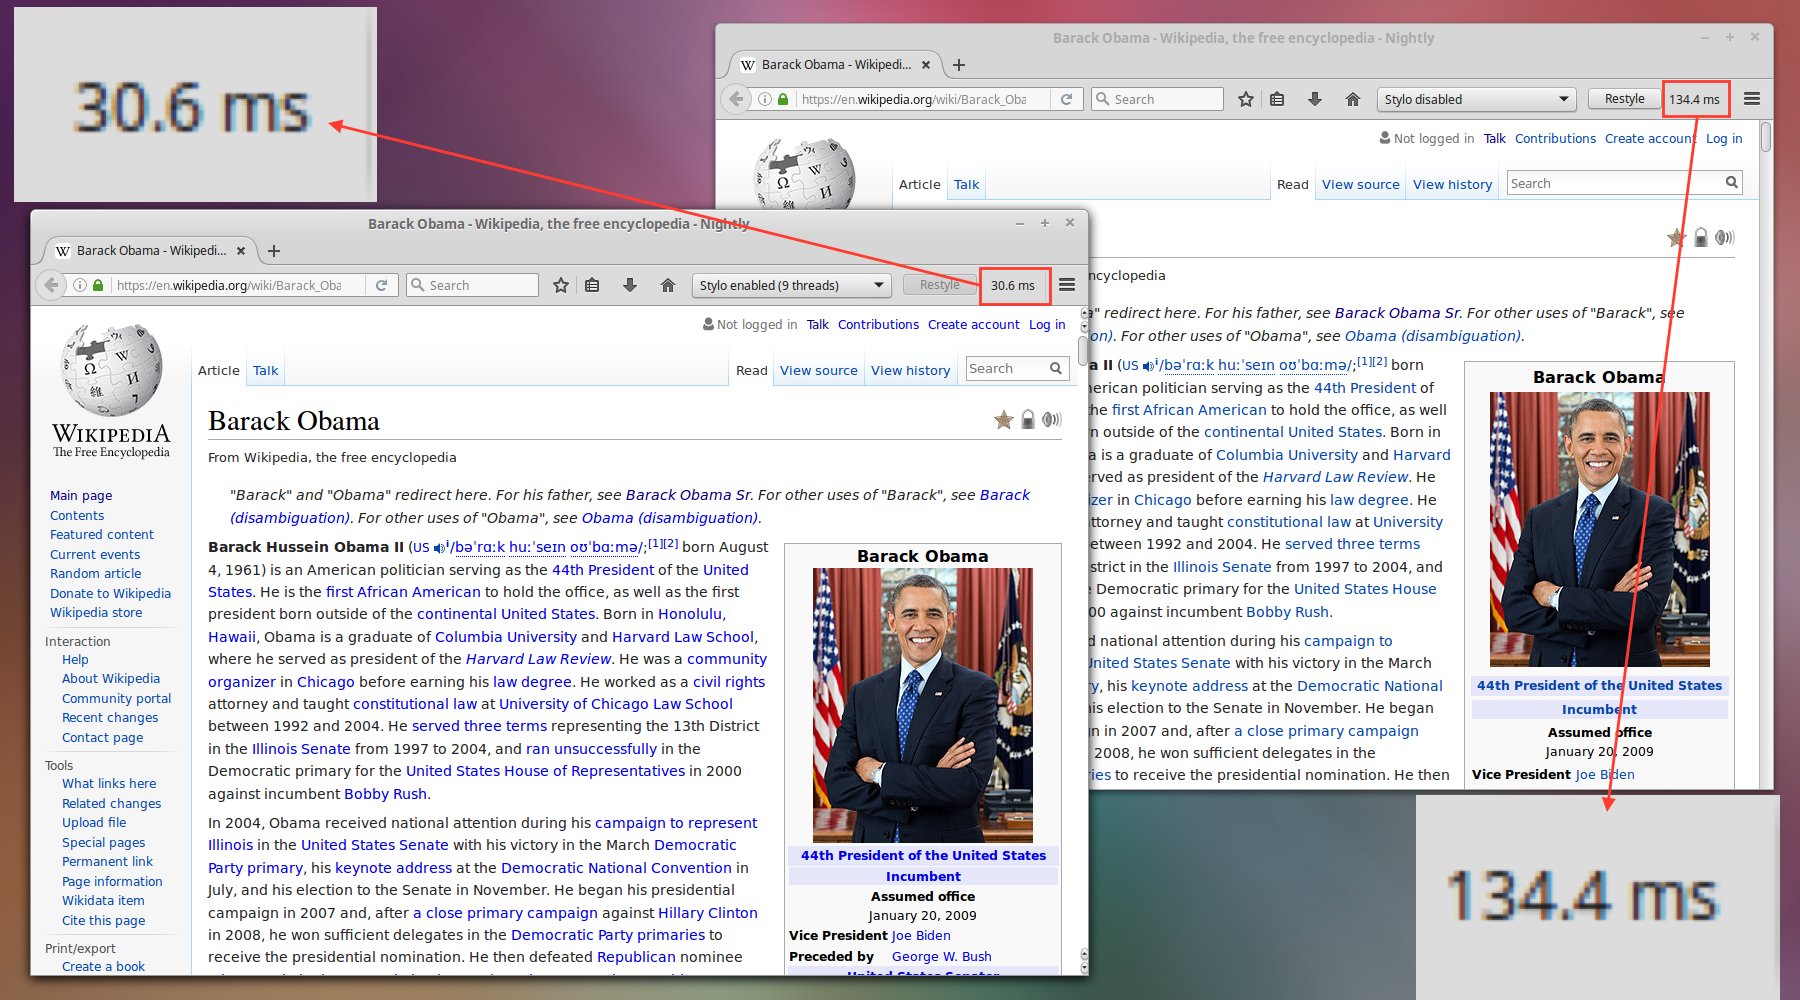 30.6 ms
Barack Obama - Wikipedia, the free encyclopedia - Nightly
Barack Obama - Wikipedi...
https://en.wikipedia.org/wiki/Barack_Oba
Search
Stylo disabled
Restyle
134.4 ms
Not logged in Talk Contributions Create account Log in
Article Talk
Read View source View history
Search
ncyclopedia
" redirect here. For his father, see Barack Obama Sr. For other uses of "Barack", see
on). For other uses of "Obama", see Obama (disambiguation).
a II (US /bəˈrɑːk huːˈseɪn oʊˈbɑːmə/;[1][2] born
erican politician serving as the 44th President of
he first African American to hold the office, as well
rn outside of the continental United States. Born in
a is a graduate of Columbia University and Harvard
rved as president of the Harvard Law Review. He
izer in Chicago before earning his law degree. He
attorney and taught constitutional law at University
etween 1992 and 2004. He served three terms
strict in the Illinois Senate from 1997 to 2004, and
e Democratic primary for the United States House
00 against incumbent Bobby Rush.
d national attention during his campaign to
United States Senate with his victory in the March
y, his keynote address at the Democratic National
his election to the Senate in November. He began
n in 2007 and, after a close primary campaign
2008, he won sufficient delegates in the
ries to receive the presidential nomination. He then
Barack Obama
44th President of the United States
Incumbent
Assumed office
January 20, 2009
Vice President Joe Biden
Barack Obama - Wikipedia, the free encyclopedia - Nightly
Barack Obama - Wikipedi...
https://en.wikipedia.org/wiki/Barack_Oba
Search
Stylo enabled (9 threads)
Restyle
30.6 ms
Not logged in Talk Contributions Create account Log in
Article Talk
Read View source View history
Search
WIKIPEDIA
The Free Encyclopedia
Main page
Contents
Featured content
Current events
Random article
Donate to Wikipedia
Wikipedia store
Interaction
Help
About Wikipedia
Community portal
Recent changes
Contact page
Tools
What links here
Related changes
Upload file
Special pages
Permanent link
Page information
Wikidata item
Cite this page
Print/export
Create a book
Barack Obama
From Wikipedia, the free encyclopedia
"Barack" and "Obama" redirect here. For his father, see Barack Obama Sr. For other uses of "Barack", see Barack
(disambiguation). For other uses of "Obama", see Obama (disambiguation).
Barack Hussein Obama II (US /bəˈrɑːk huːˈseɪn oʊˈbɑːmə/;[1][2] born August
4, 1961) is an American politician serving as the 44th President of the United
States. He is the first African American to hold the office, as well as the first
president born outside of the continental United States. Born in Honolulu,
Hawaii, Obama is a graduate of Columbia University and Harvard Law School,
where he served as president of the Harvard Law Review. He was a community
organizer in Chicago before earning his law degree. He worked as a civil rights
attorney and taught constitutional law at University of Chicago Law School
between 1992 and 2004. He served three terms representing the 13th District
in the Illinois Senate from 1997 to 2004, and ran unsuccessfully in the
Democratic primary for the United States House of Representatives in 2000
against incumbent Bobby Rush.
In 2004, Obama received national attention during his campaign to represent
Illinois in the United States Senate with his victory in the March Democratic
Party primary, his keynote address at the Democratic National Convention in
July, and his election to the Senate in November. He began his presidential
campaign in 2007 and, after a close primary campaign against Hillary Clinton
in 2008, he won sufficient delegates in the Democratic Party primaries to
receive the presidential nomination. He then defeated Republican nominee
Barack Obama
44th President of the United States
Incumbent
Assumed office
January 20, 2009
Vice President Joe Biden
Preceded by George W. Bush
United States Senator
134.4 ms